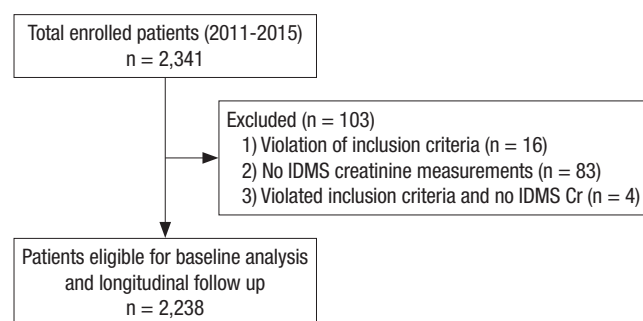 Total enrolled patients (2011-2015)
n = 2,341
Excluded (n = 103)
1) Violation of inclusion criteria (n = 16)
2) No IDMS creatinine measurements (n = 83)
3) Violated inclusion criteria and no IDMS Cr (n = 4)
Patients eligible for baseline analysis
and longitudinal follow up
n = 2,238